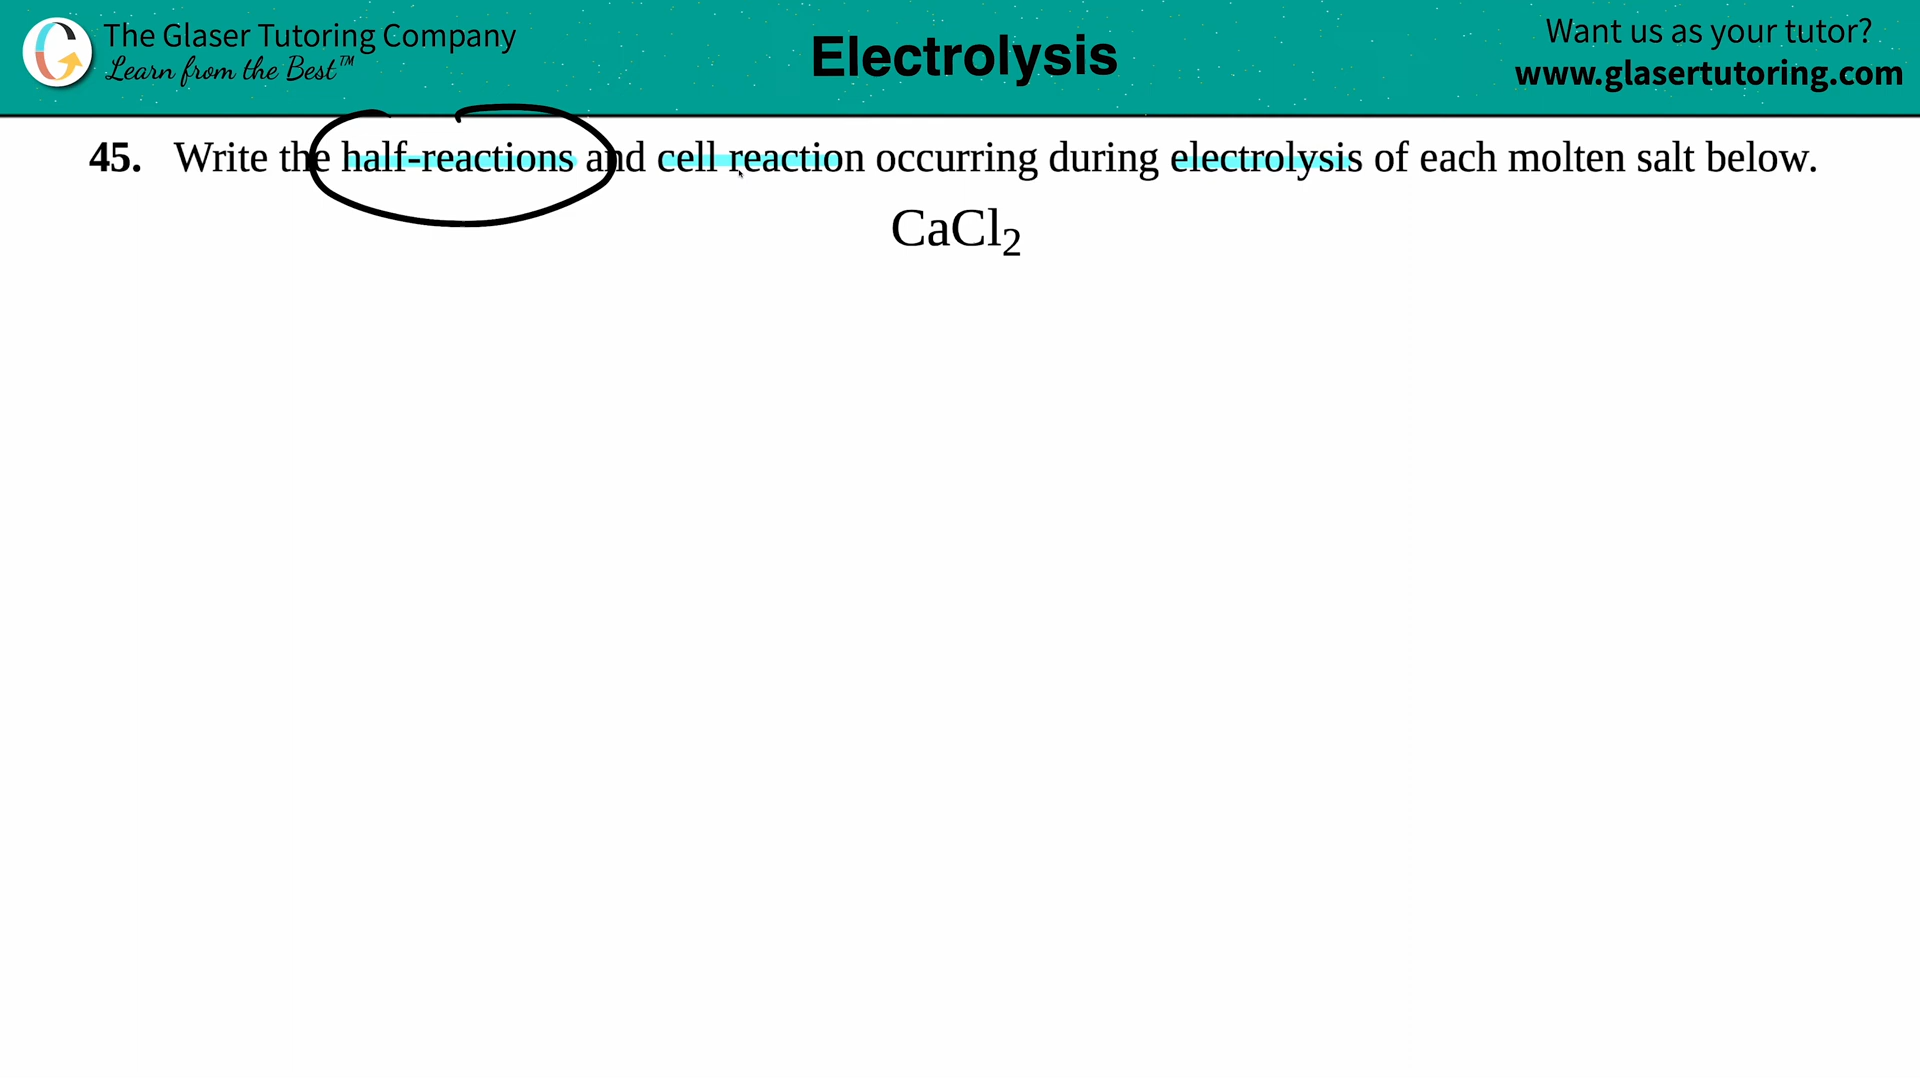 The Glaser Tutoring Company
Learn from the Best™
Electrolysis
Want us as your tutor?
www.glasertutoring.com
45. Write the half-reactions and cell reaction occurring during electrolysis of each molten salt below.
CaCl₂